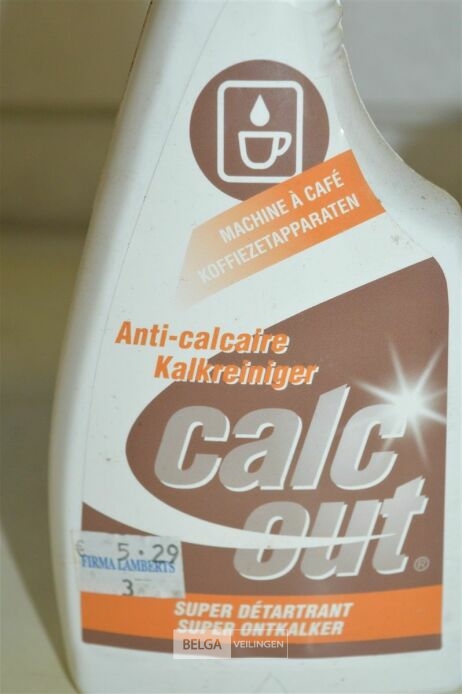 MACHINE À CAFÉ
KOFFIEZETAPPARATEN
Anti-calcaire
Kalkreiniger
calc
out®
€ 5.29
FIRMA LAMBERTS
3
SUPER DÉTARTRANT
SUPER ONTKALKER
BELGA VEILINGEN